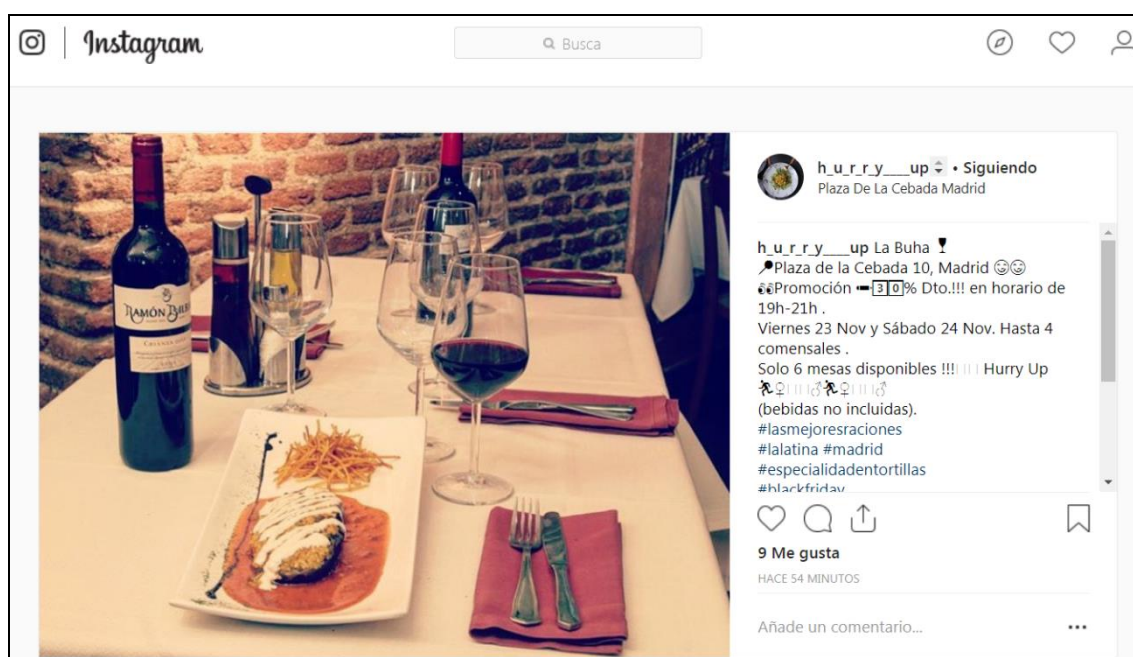 Instagram
Busca
h_u_r_r_y___up • Siguiendo
Plaza De La Cebada Madrid
h_u_r_r_y___up La Buha 🍷
📍Plaza de la Cebada 10, Madrid 😋😋
👀Promoción ➖3️⃣0️⃣% Dto.!!! en horario de
19h-21h .
Viernes 23 Nov y Sábado 24 Nov. Hasta 4
comensales .
Solo 6 mesas disponibles !!! Hurry Up
(bebidas no incluidas).
#lasmejoresraciones
#lalatina #madrid
#especialidadentortillas
#blackfriday
9 Me gusta
HACE 54 MINUTOS
Añade un comentario...
RAMÓN
CRIANZA